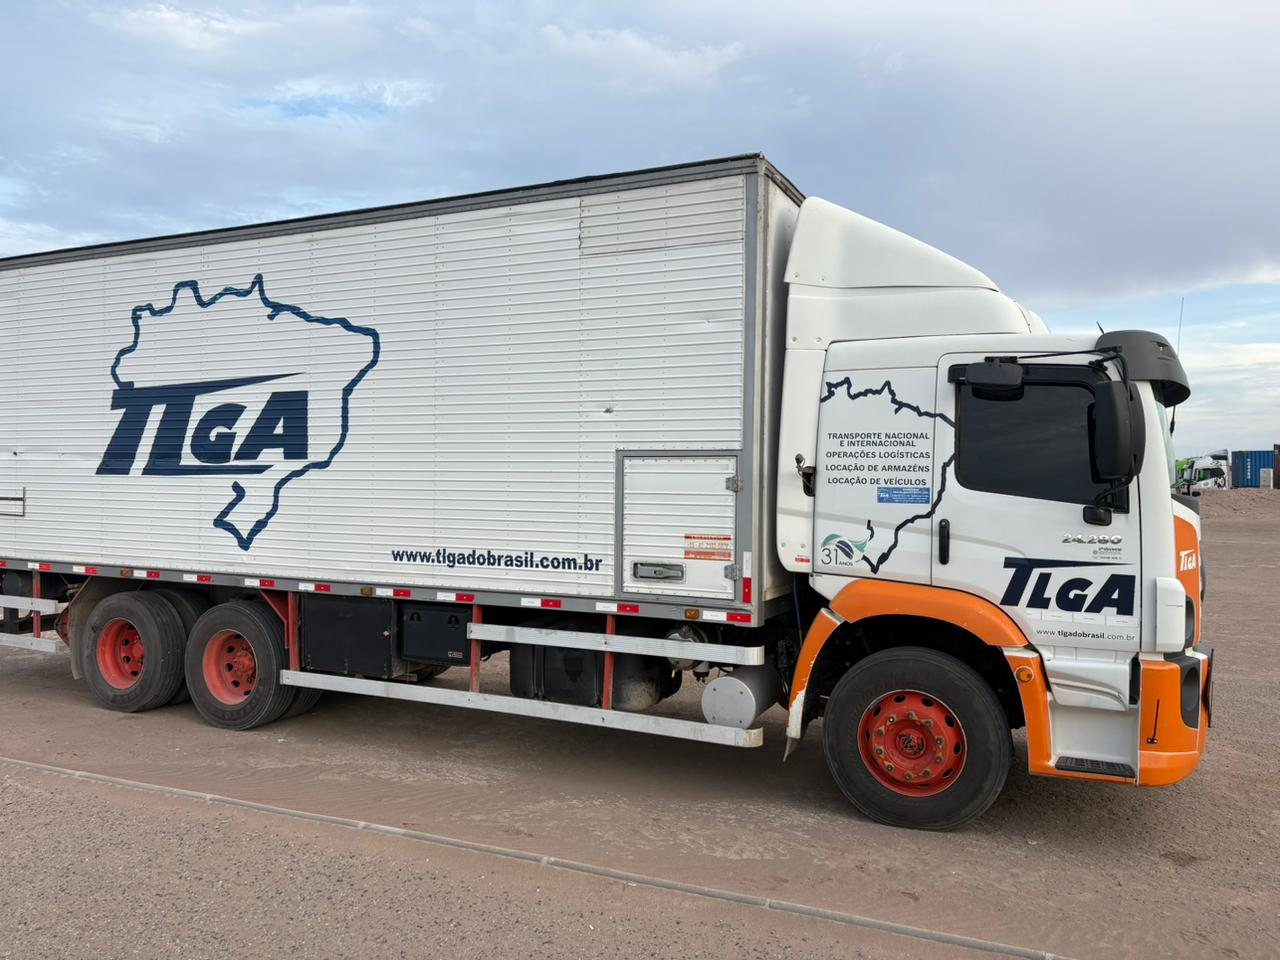 TLGA
www.tlgadobrasil.com.br
TRANSPORTE NACIONAL
E INTERNACIONAL
OPERAÇÕES LOGÍSTICAS
LOCAÇÃO DE ARMAZÉNS
LOCAÇÃO DE VEÍCULOS
31
ANOS
24.280
TLGA
www.tlgadobrasil.com.br
TLGA